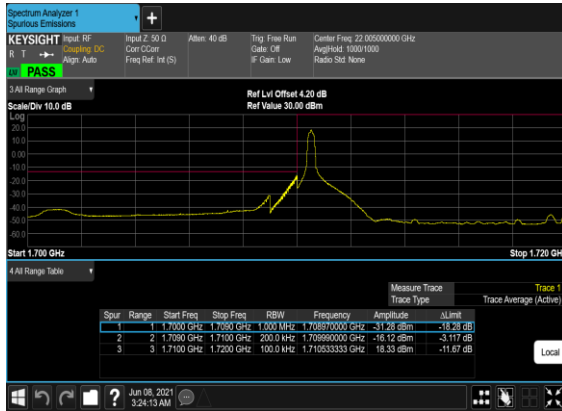 Spectrum Analyzer 1
Spurious Emissions
KEYSIGHT Input: RF Input Z: 50 Ω Atten: 40 dB Trig: Free Run Center Freq: 22.005000000 GHz
R T Coupling: DC Corr CCorr Gate: Off Avg|Hold: 1000/1000
Align: Auto Freq Ref: Int (S) IF Gain: Low Radio Std: None
PASS
3 All Range Graph
Ref Lvl Offset 4.20 dB
Scale/Div 10.0 dB Ref Value 30.00 dBm
Log
20.0
10.0
0.00
-10.0
-20.0
-30.0
-40.0
-50.0
-60.0
Start 1.700 GHz Stop 1.720 GH
4 All Range Table
Measure Trace Trace 1
Trace Type Trace Average (Active)
Spur Range Start Freq Stop Freq RBW Frequency Amplitude ΔLimit
1 1 1.7000 GHz 1.7090 GHz 1.000 MHz 1.708970000 GHz -31.28 dBm -18.28 dB
2 2 1.7090 GHz 1.7100 GHz 200.0 kHz 1.709990000 GHz -16.12 dBm -3.117 dB
3 3 1.7100 GHz 1.7200 GHz 100.0 kHz 1.710533333 GHz 18.33 dBm -11.67 dB
Local
? Jun 08, 2021
3:24:13 AM